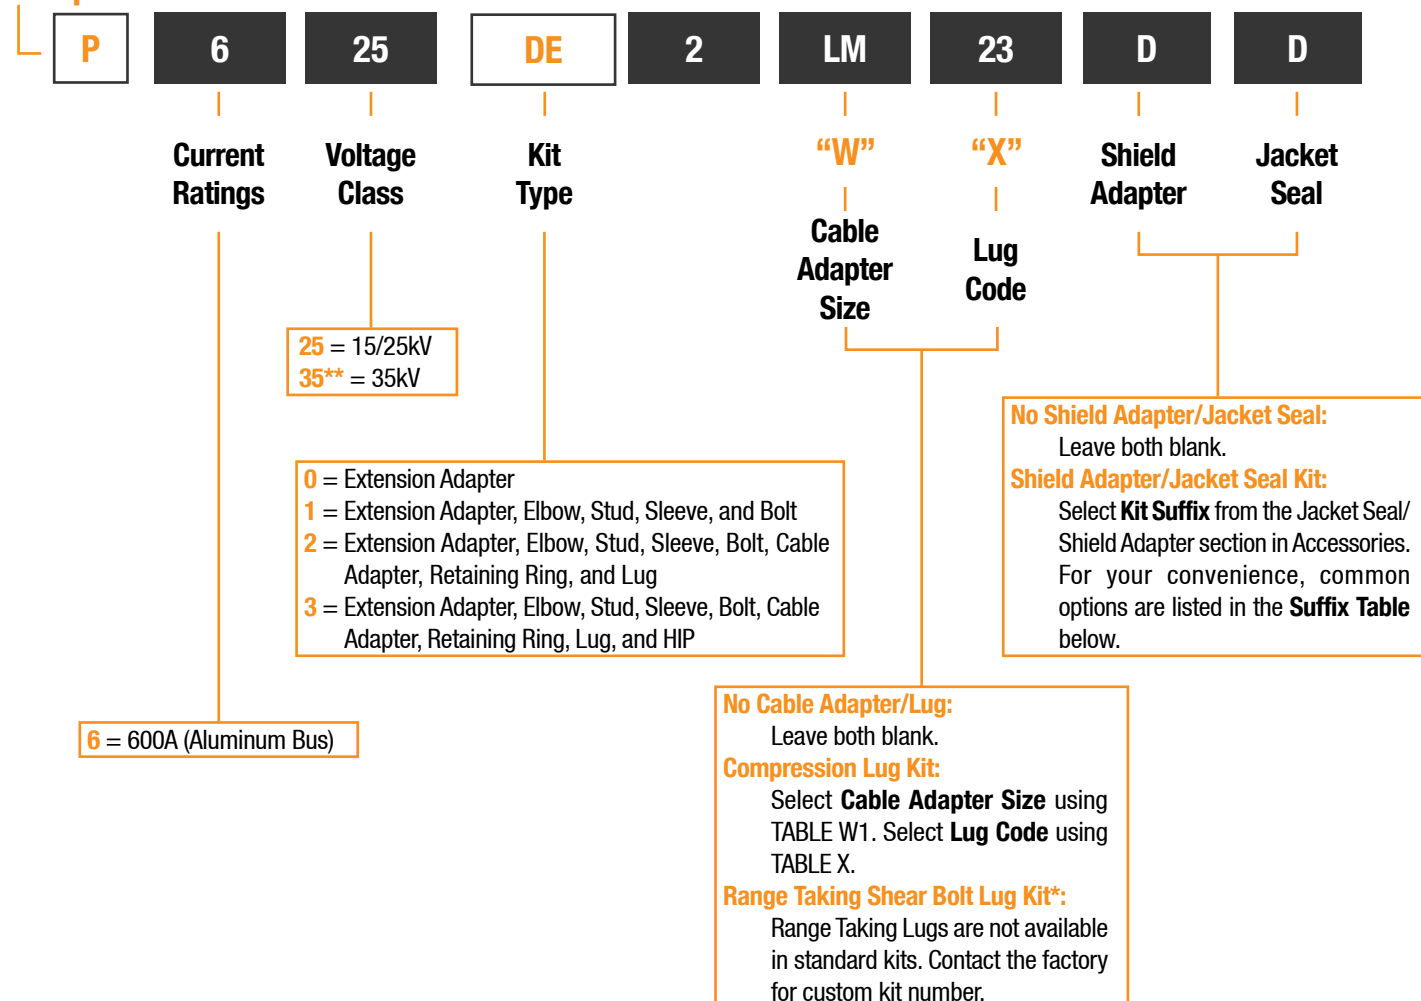 P 6 25 DE 2 LM 23 D D
Current
Ratings
Voltage
Class
Kit
Type
“W”
Cable
Adapter
Size
“X”
Lug
Code
Shield
Adapter
Jacket
Seal
25 = 15/25kV
35** = 35kV
0 = Extension Adapter
1 = Extension Adapter, Elbow, Stud, Sleeve, and Bolt
2 = Extension Adapter, Elbow, Stud, Sleeve, Bolt, Cable
Adapter, Retaining Ring, and Lug
3 = Extension Adapter, Elbow, Stud, Sleeve, Bolt, Cable
Adapter, Retaining Ring, Lug, and HIP
No Shield Adapter/Jacket Seal:
Leave both blank.
Shield Adapter/Jacket Seal Kit:
Select Kit Suffix from the Jacket Seal/
Shield Adapter section in Accessories.
For your convenience, common
options are listed in the Suffix Table
below.
6 = 600A (Aluminum Bus)
No Cable Adapter/Lug:
Leave both blank.
Compression Lug Kit:
Select Cable Adapter Size using
TABLE W1. Select Lug Code using
TABLE X.
Range Taking Shear Bolt Lug Kit*:
Range Taking Lugs are not available
in standard kits. Contact the factory
for custom kit number.